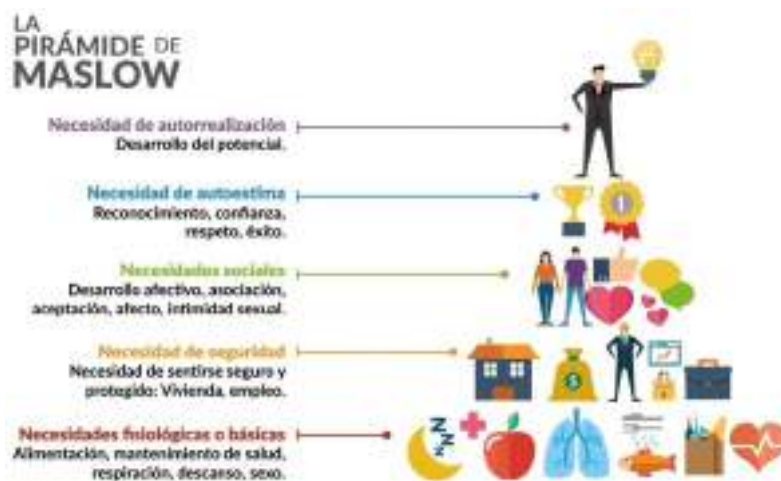 LA
PIRÁMIDE DE
MASLOW
Necesidad de autorrealización
Desarrollo del potencial.
Necesidad de autoestima
Reconocimiento, confianza,
respeto, éxito.
Necesidades sociales
Desarrollo afectivo, asociación,
aceptación, afecto, intimidad sexual.
Necesidad de seguridad
Necesidad de sentirse seguro y
protegido: Vivienda, empleo.
Necesidades fisiológicas o básicas
Alimentación, mantenimiento de salud,
respiración, descanso, sexo.
1
$
ZZZ